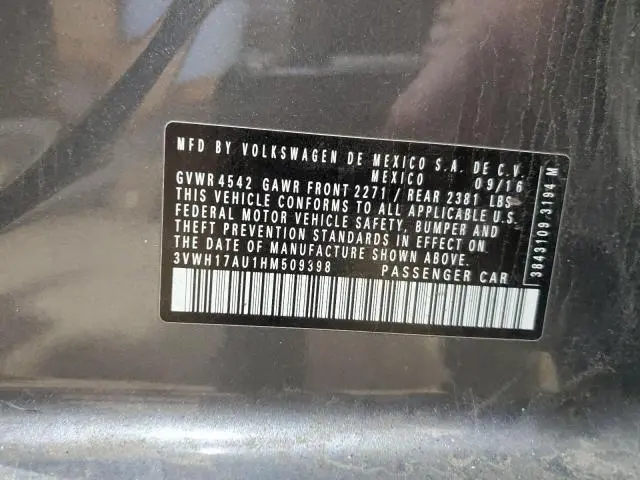 MFD BY VOLKSWAGEN DE MEXICO S.A. DE C.V.
MEXICO 09/16
GVWR 4542 GAWR FRONT 2271 / REAR 2381 LBS
THIS VEHICLE CONFORMS TO ALL APPLICABLE U.S.
FEDERAL MOTOR VEHICLE SAFETY, BUMPER AND
THEFT PREVENTION STANDARDS IN EFFECT ON
THE DATE OF MANUFACTURE SHOWN ABOVE.
3VWH17AU1HM509398 PASSENGER CAR
3843109.3194 M